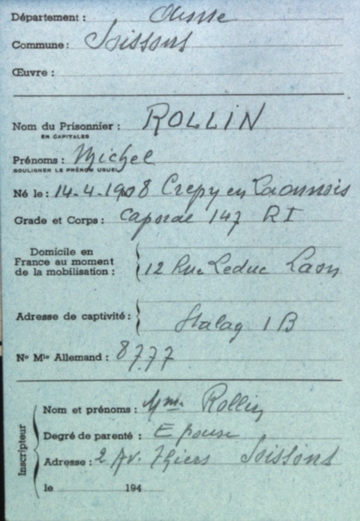 Département : Aisne
Commune : Soissons
Œuvre :
Nom du Prisonnier : ROLLIN
EN CAPITALES
Prénoms : Michel
SOULIGNER LE PRÉNOM USUEL
Né le : 14-4-1908 Crepy en Laonnois
Grade et Corps : Caporal 147 RI
Domicile en
France au moment
de la mobilisation : 12 Rue Leduc Laon
Adresse de captivité : Stalag 1B
No Mle Allemand : 8777
Inscripteur
Nom et prénoms : Mme Rollin
Degré de parenté : Epouse
Adresse : 2 Av. Thiers Soissons
le 194